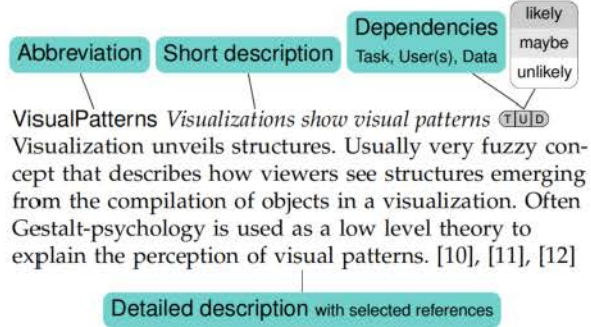 likely
Dependencies
maybe
Abbreviation Short description
Task, User(s), Data
unlikely
VisualPatterns Visualizations show visual patterns T U D
Visualization unveils structures. Usually very fuzzy con-
cept that describes how viewers see structures emerging
from the compilation of objects in a visualization. Often
Gestalt-psychology is used as a low level theory to
explain the perception of visual patterns. [10], [11], [12]
Detailed description with selected references